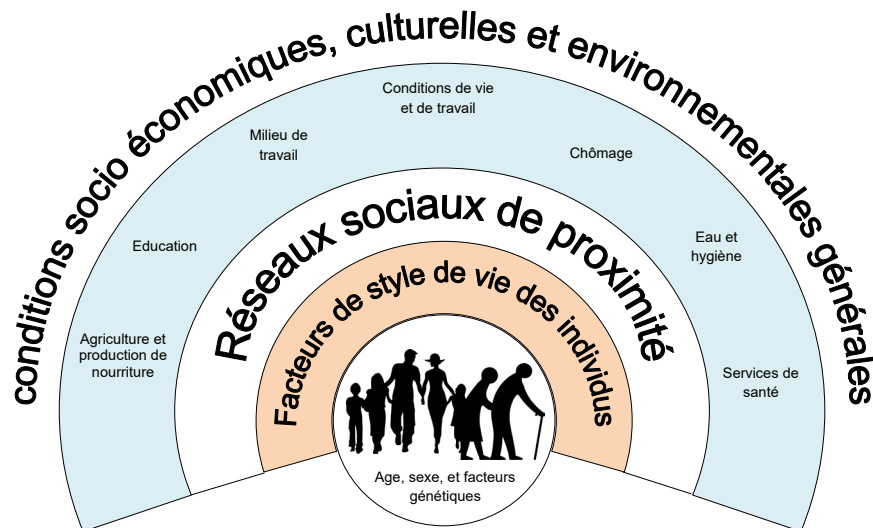 conditions socio économiques, culturelles et environnementales générales
Conditions de vie
et de travail
Milieu de
travail
Chômage
Education
Eau et
hygiène
Agriculture et
production de
nourriture
Services de
santé
Réseaux sociaux de proximité
Facteurs de style de vie des individus
Age, sexe, et facteurs
génétiques